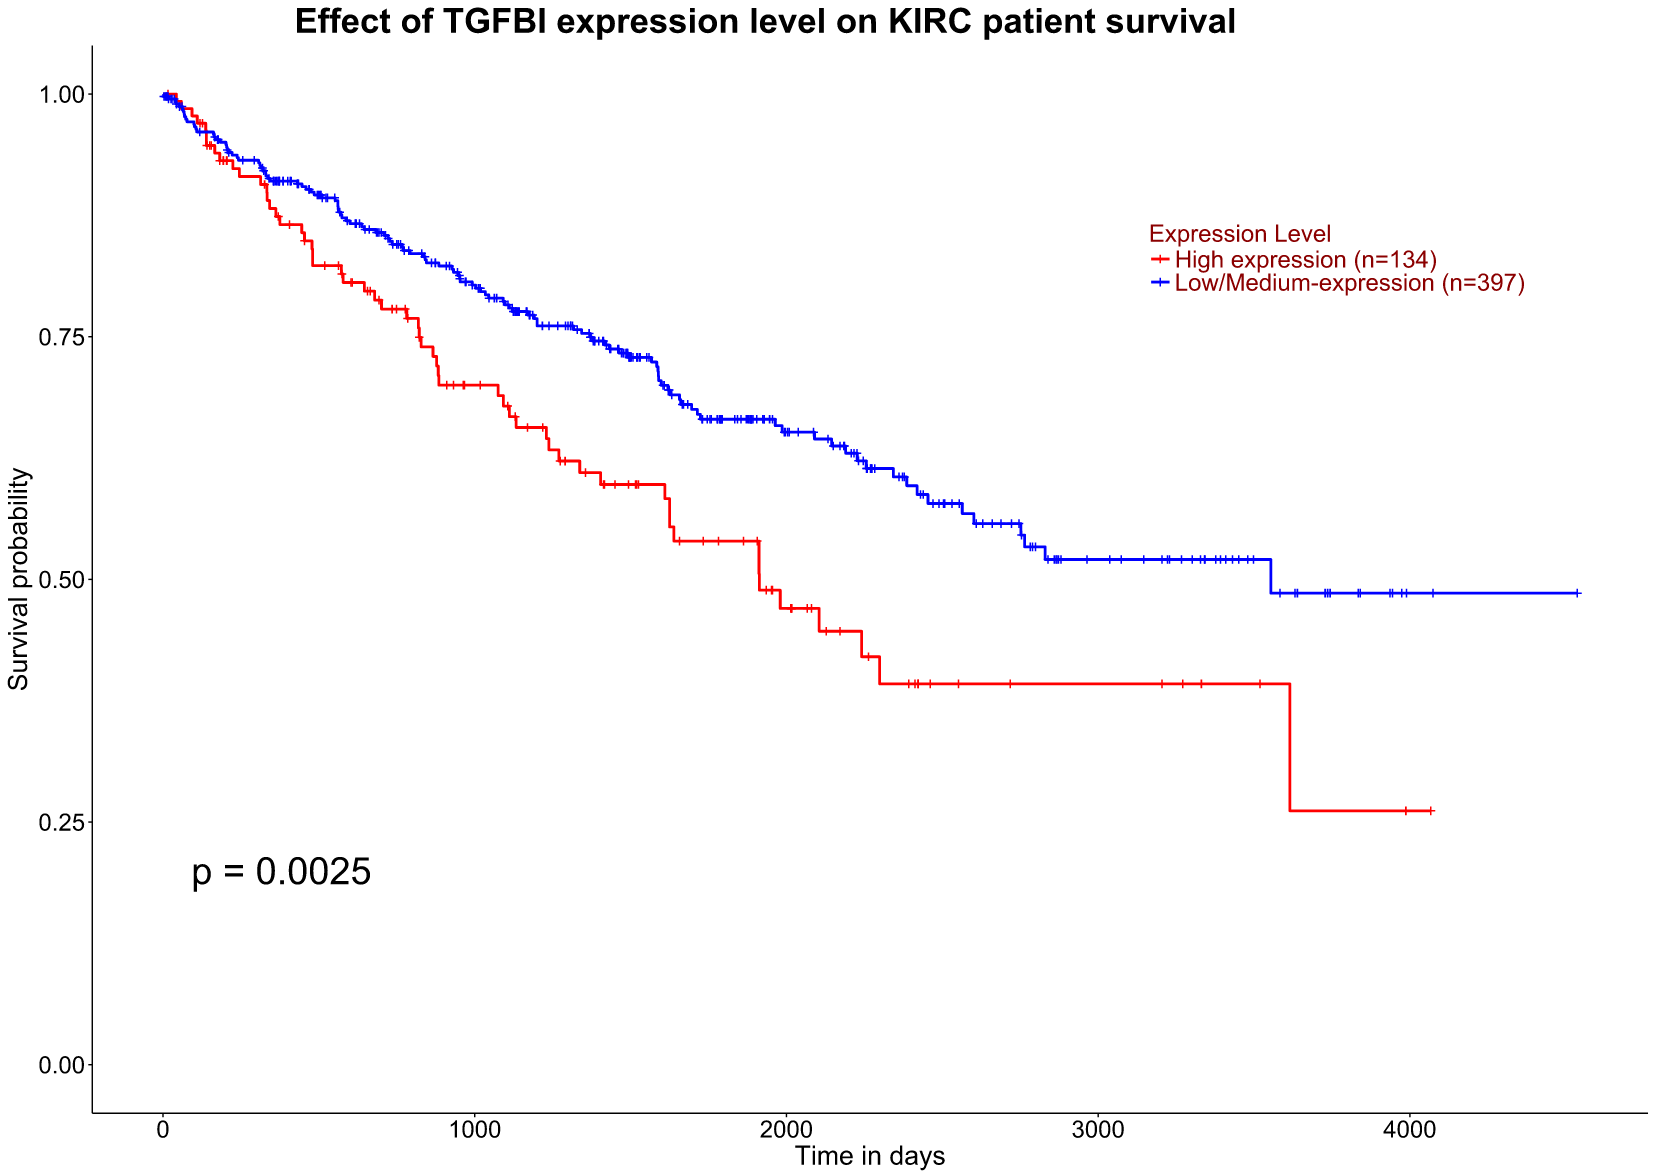 Effect of TGFBI expression level on KIRC patient survival
Survival probability
1.00
0.75
0.50
0.25
0.00
Expression Level
High expression (n=134)
Low/Medium-expression (n=397)
p = 0.0025
0 1000 2000 3000 4000
Time in days